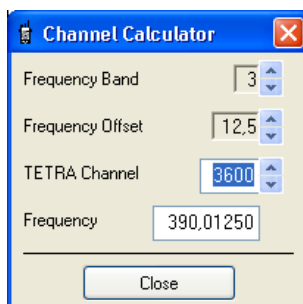 Channel Calculator
Frequency Band 3
Frequency Offset 12,5
TETRA Channel 3600
Frequency 390,01250
Close